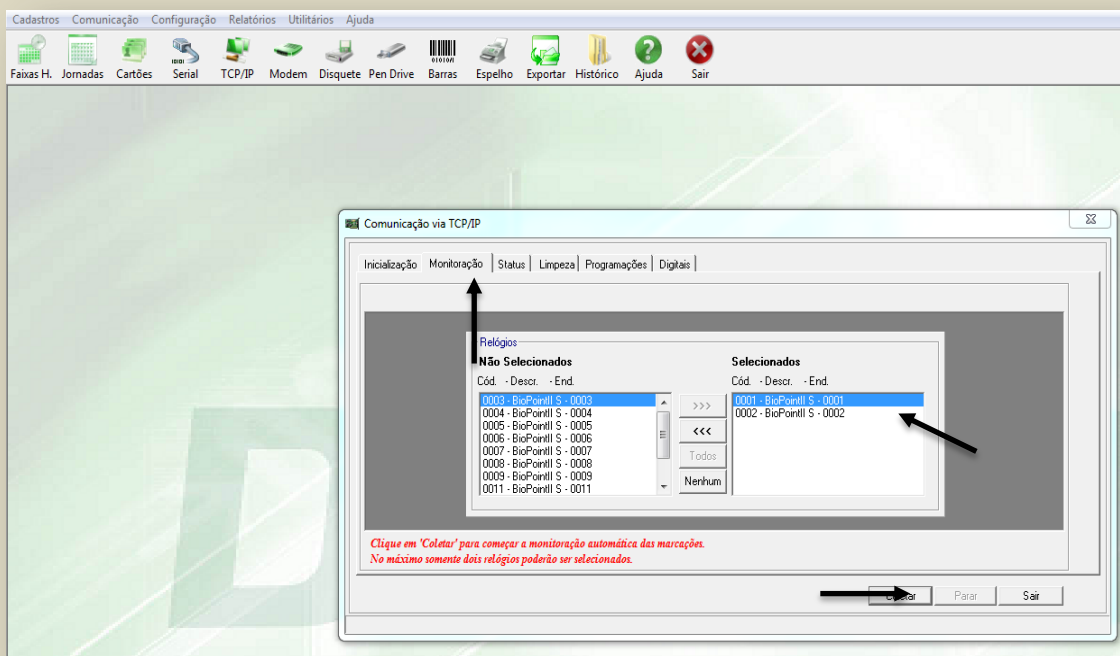 Cadastros Comunicação Configuração Relatórios Utilitários Ajuda
Faixas H. Jornadas Cartões Serial TCP/IP Modem Disquete Pen Drive Barras Espelho Exportar Histórico Ajuda Sair
Comunicação via TCP/IP
Inicialização Monitoração Status Limpeza Programações Digitais
Relógios
Não Selecionados Selecionados
Cód. - Descr. - End. Cód. - Descr. - End.
0003 - BioPointII S - 0003 >>> 0001 - BioPointII S - 0001
0004 - BioPointII S - 0004 0002 - BioPointII S - 0002
0005 - BioPointII S - 0005
0006 - BioPointII S - 0006 <<<
0007 - BioPointII S - 0007 Todos
0008 - BioPointII S - 0008
0009 - BioPointII S - 0009 Nenhum
0011 - BioPointII S - 0011
Clique em 'Coletar' para começar a monitoração automática das marcações.
No máximo somente dois relógios poderão ser selecionados.
Parar Sair